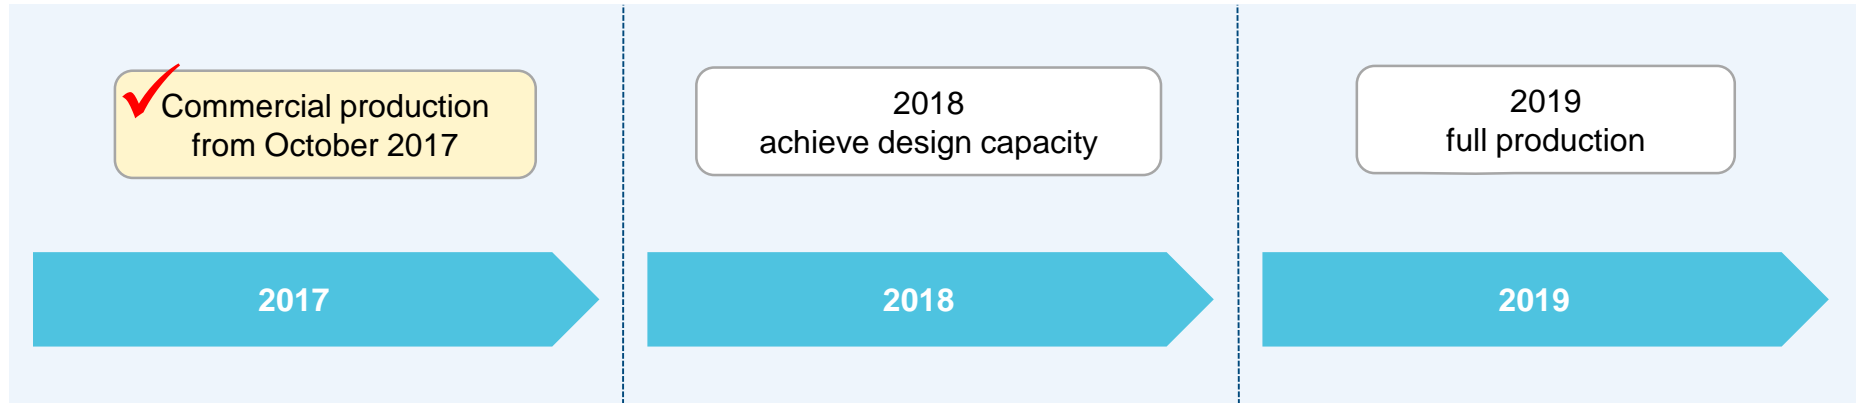 Commercial production
from October 2017
2018
achieve design capacity
2019
full production
2017
2018
2019